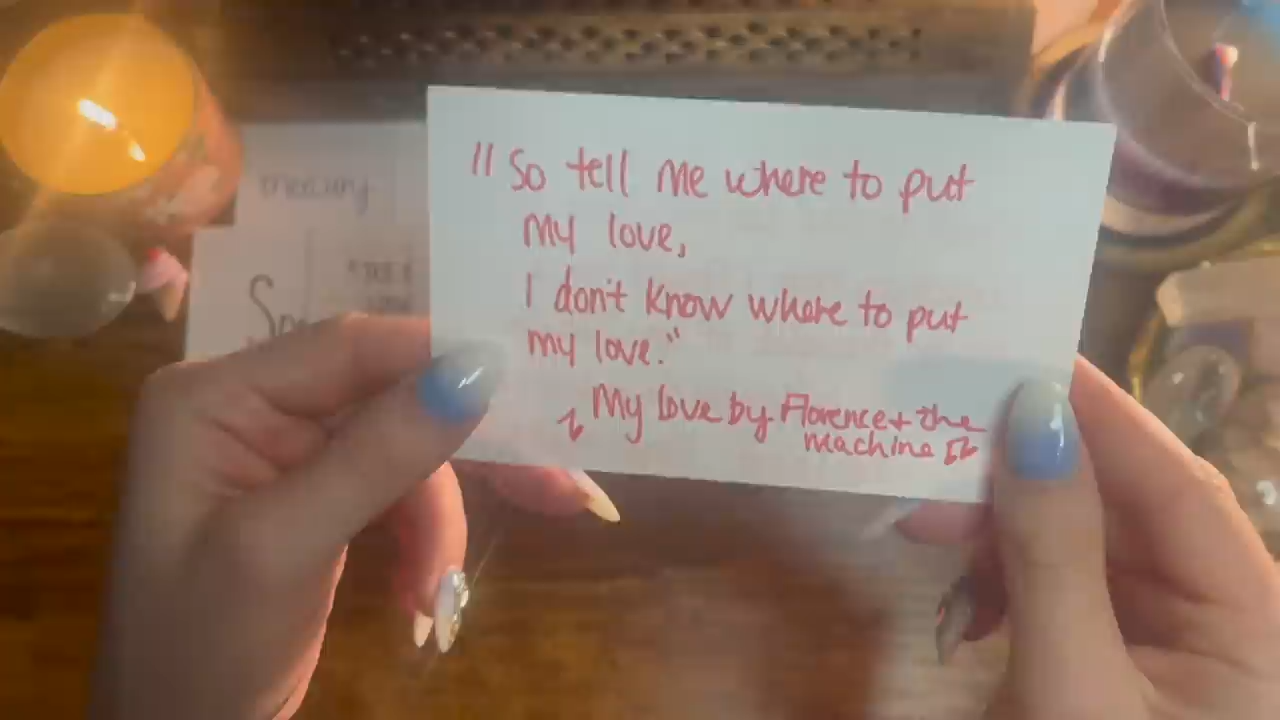 "So tell me where to put
my love,
I don't know where to put
my love."
My love by Florence + the
machine